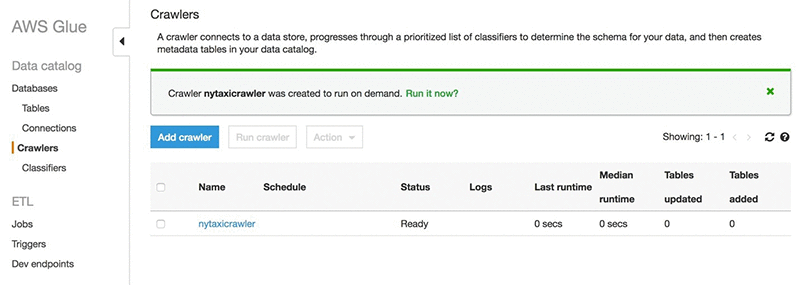 AWS Glue
Data catalog
Databases
Tables
Connections
Crawlers
Classifiers
ETL
Jobs
Triggers
Dev endpoints
Crawlers
A crawler connects to a data store, progresses through a prioritized list of classifiers to determine the schema for your data, and then creates
metadata tables in your data catalog.
Crawler nytaxicrawler was created to run on demand. Run it now?
Add crawler Run crawler Action Showing: 1 - 1
Name Schedule Status Logs Last runtime Median runtime Tables updated Tables added
nytaxicrawler Ready 0 secs 0 secs 0 0